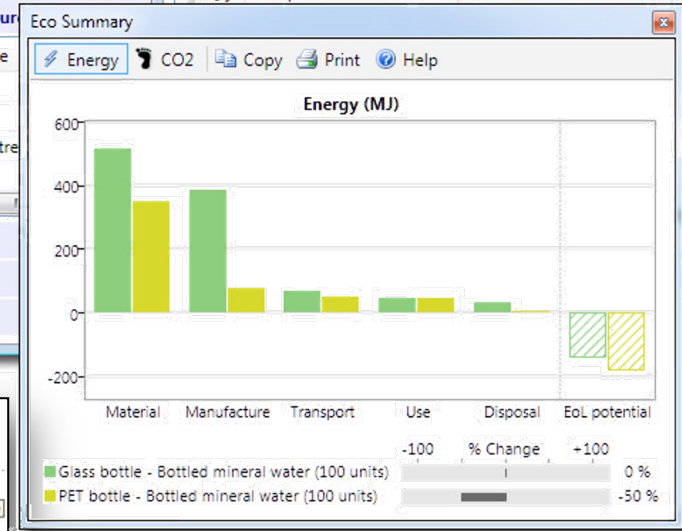 Eco Summary
Energy CO2 Copy Print Help
Energy (MJ)
600
400
200
0
-200
Material Manufacture Transport Use Disposal EoL potential
-100 % Change +100
Glass bottle - Bottled mineral water (100 units) 0 %
PET bottle - Bottled mineral water (100 units) -50 %